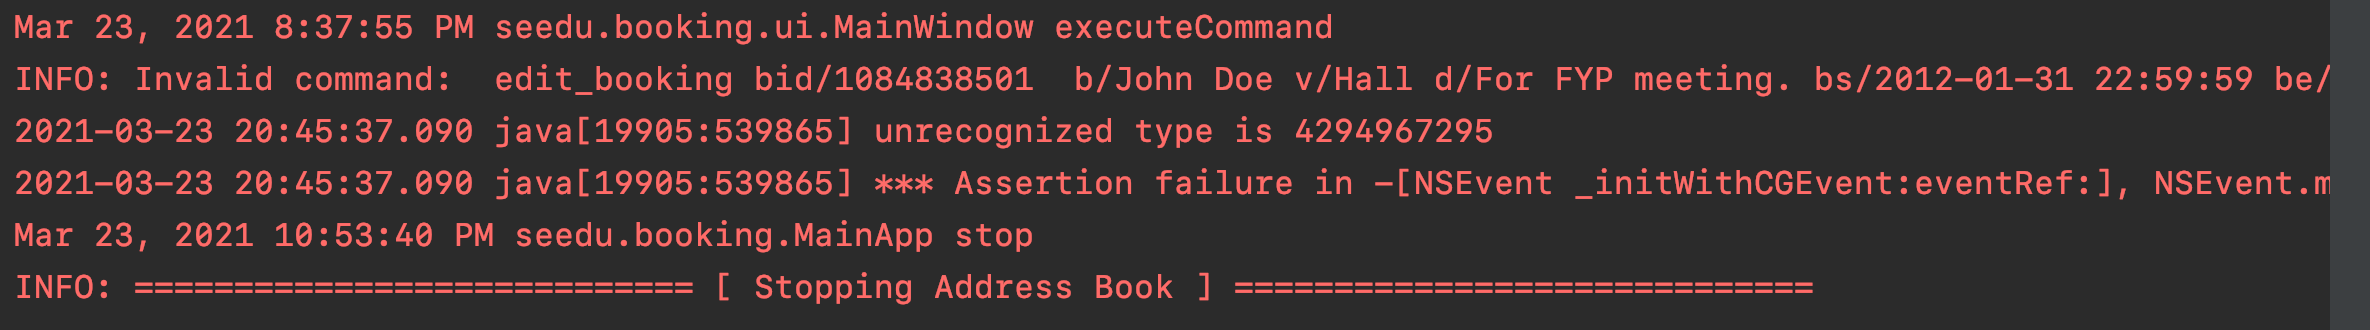 Mar 23, 2021 8:37:55 PM seedu.booking.ui.MainWindow executeCommand
INFO: Invalid command:  edit_booking bid/1084838501  b/John Doe v/Hall d/For FYP meeting. bs/2012-01-31 22:59:59 be/
2021-03-23 20:45:37.090 java[19905:539865] unrecognized type is 4294967295
2021-03-23 20:45:37.090 java[19905:539865] *** Assertion failure in -[NSEvent _initWithCGEvent:eventRef:], NSEvent.m
Mar 23, 2021 10:53:40 PM seedu.booking.MainApp stop
INFO: ============================ [ Stopping Address Book ] =============================